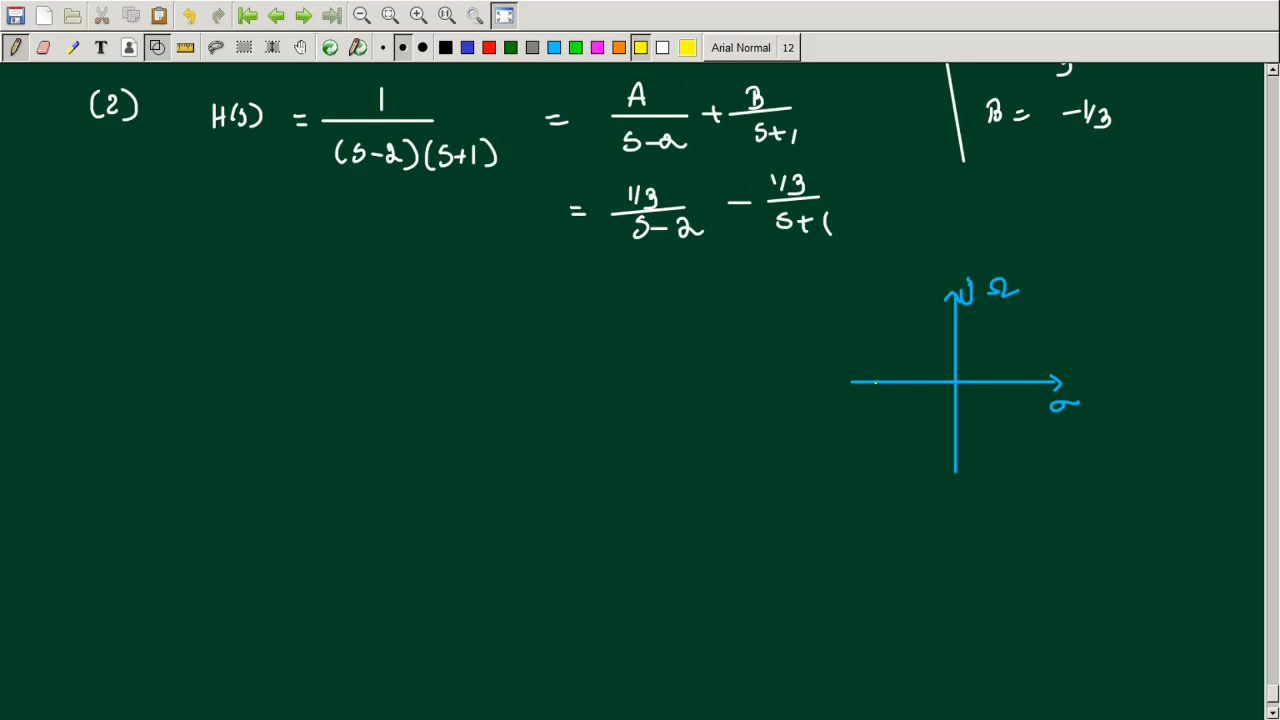 Arial Normal 12
(2) H(s) = 1 / (s-2)(s+1) = A / s-2 + B / s+1
B = -1/3
= 1/3 / s-2 - 1/3 / s+1
jΩ
σ